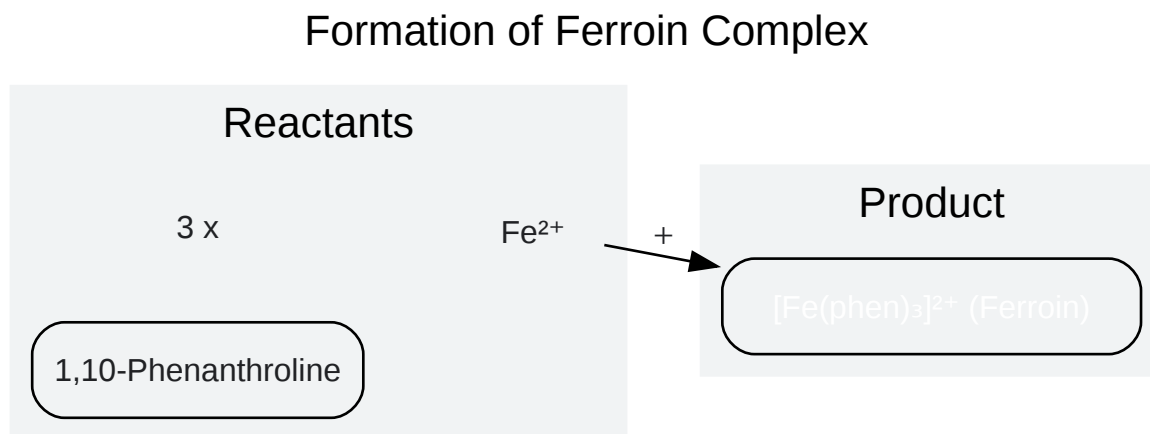 Formation of Ferroin Complex
Reactants
3 x
Fe²⁺
1,10-Phenanthroline
+
Product
[Fe(phen)₃]²⁺ (Ferroin)